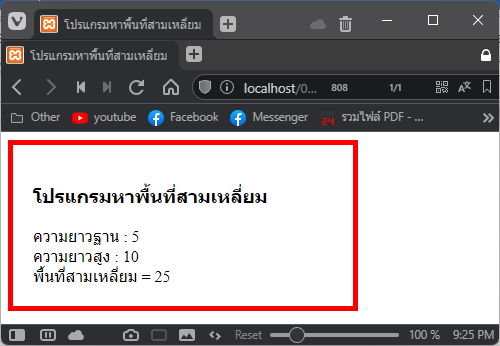 โปรแกรมหาพื้นที่สามเหลี่ยม
โปรแกรมหาพื้นที่สามเหลี่ยม
localhost/0... 808 1/1
Other youtube Facebook Messenger 24 รวมไฟล์ PDF - ...
โปรแกรมหาพื้นที่สามเหลี่ยม
ความยาวฐาน : 5
ความยาวสูง : 10
พื้นที่สามเหลี่ยม = 25
Reset 100 % 9:25 PM